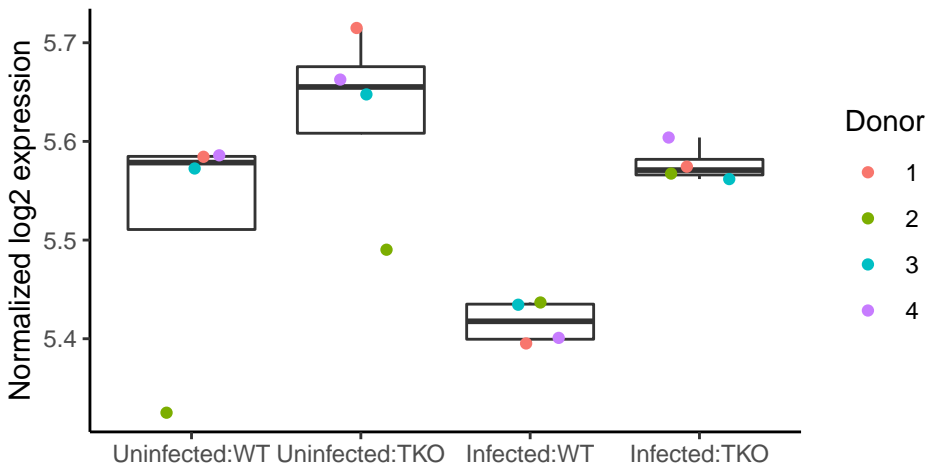 Normalized log2 expression
5.7
5.6
5.5
5.4
Uninfected:WT Uninfected:TKO Infected:WT Infected:TKO
Donor
1
2
3
4